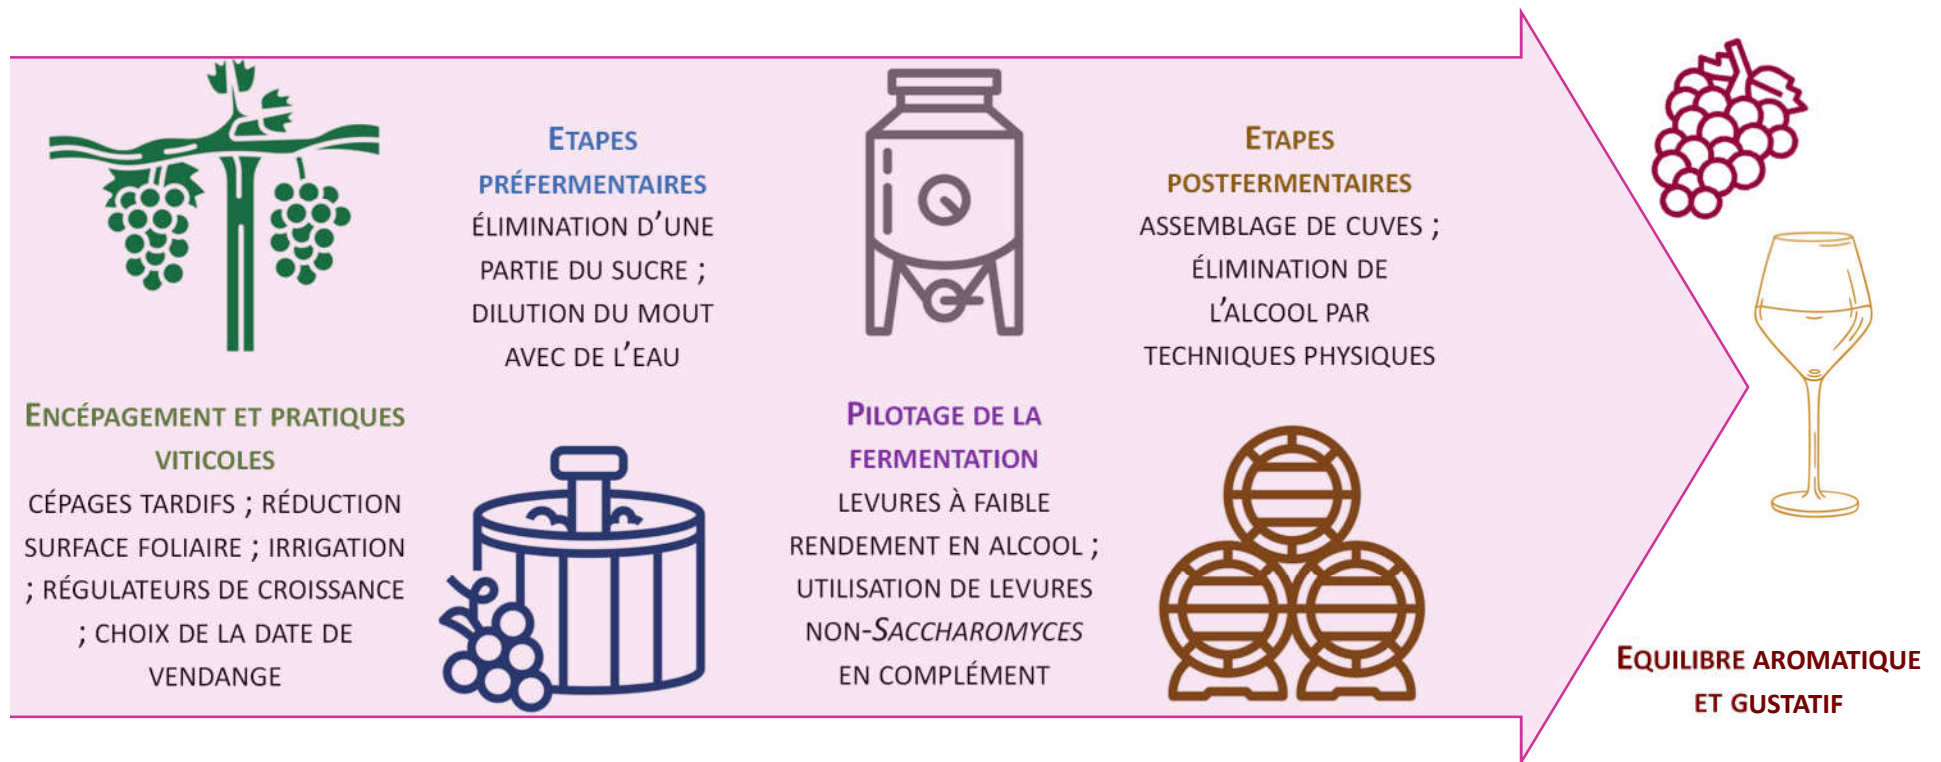 ENCÉPAGEMENT ET PRATIQUES
VITICOLES
CÉPAGES TARDIFS ; RÉDUCTION
SURFACE FOLIAIRE ; IRRIGATION
; RÉGULATEURS DE CROISSANCE
; CHOIX DE LA DATE DE
VENDANGE
ETAPES
PRÉFERMENTAIRES
ÉLIMINATION D'UNE
PARTIE DU SUCRE ;
DILUTION DU MOUT
AVEC DE L'EAU
PILOTAGE DE LA
FERMENTATION
LEVURES À FAIBLE
RENDEMENT EN ALCOOL ;
UTILISATION DE LEVURES
NON-SACCHAROMYCES
EN COMPLÉMENT
ETAPES
POSTFERMENTAIRES
ASSEMBLAGE DE CUVES ;
ÉLIMINATION DE
L'ALCOOL PAR
TECHNIQUES PHYSIQUES
EQUILIBRE AROMATIQUE
ET GUSTATIF